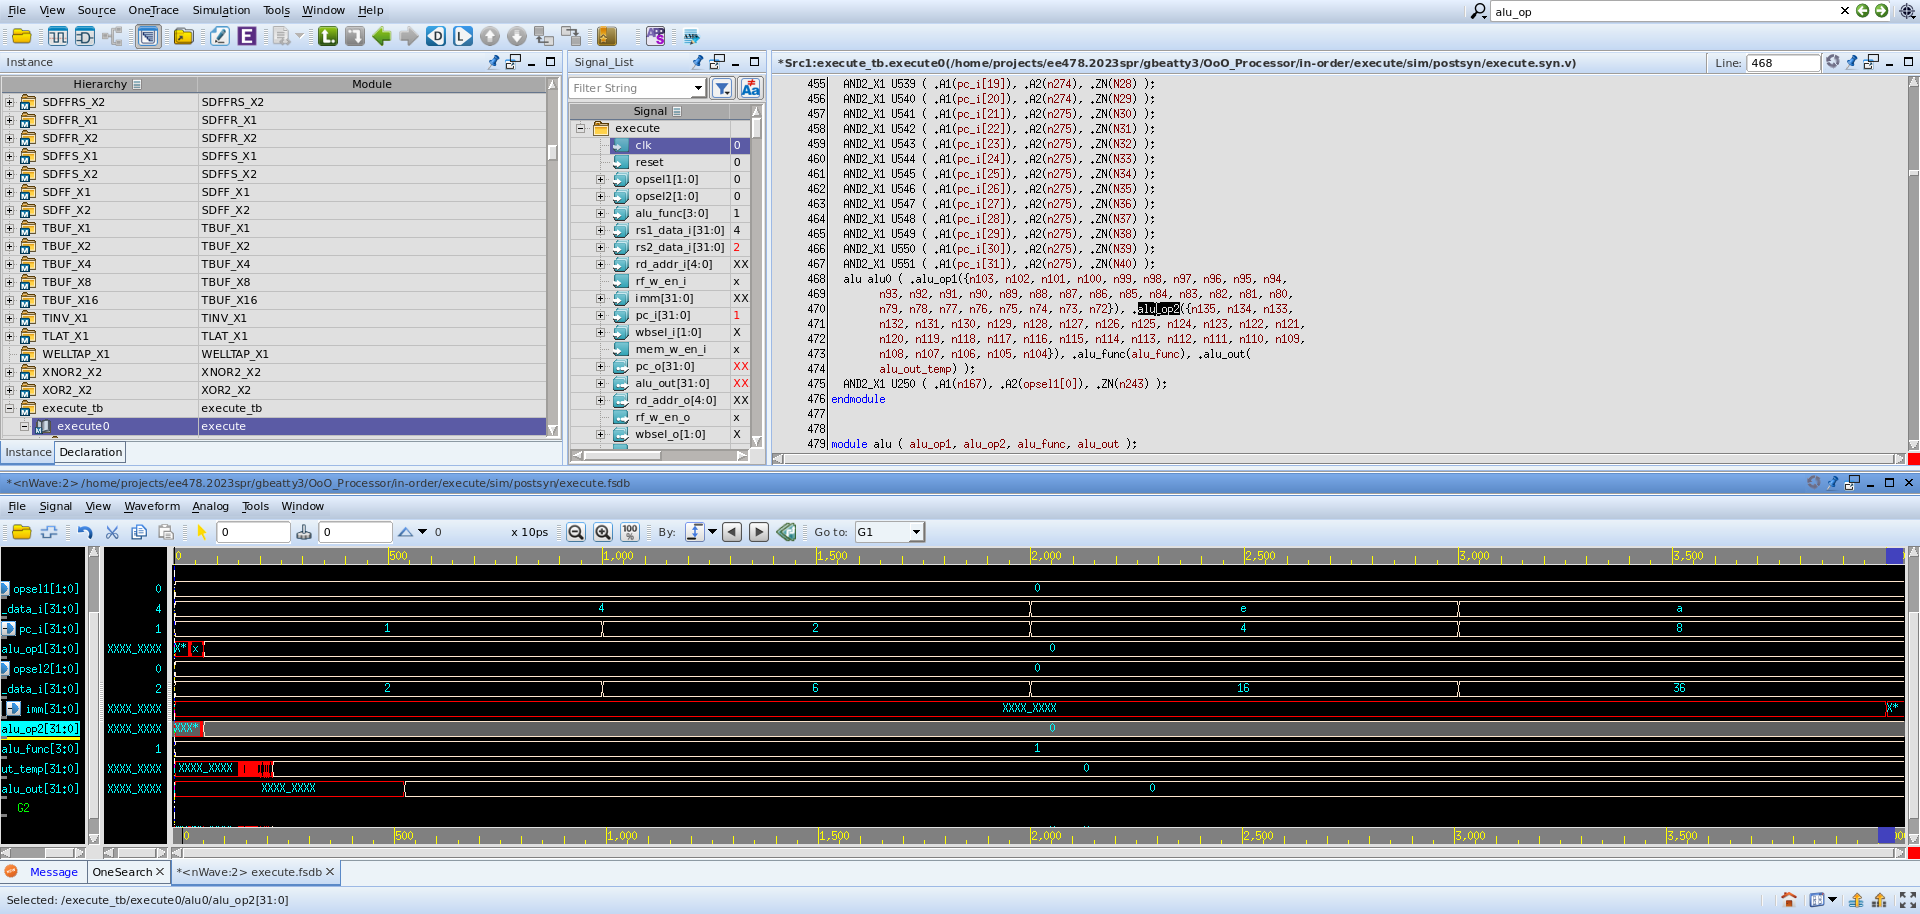 File View Source OneTrace Simulation Tools Window Help
alu_op
Instance
Hierarchy Module
SDFFRS_X2 SDFFRS_X2
SDFFR_X1 SDFFR_X1
SDFFR_X2 SDFFR_X2
SDFFS_X1 SDFFS_X1
SDFFS_X2 SDFFS_X2
SDFF_X1 SDFF_X1
SDFF_X2 SDFF_X2
TBUF_X1 TBUF_X1
TBUF_X2 TBUF_X2
TBUF_X4 TBUF_X4
TBUF_X8 TBUF_X8
TBUF_X16 TBUF_X16
TINV_X1 TINV_X1
TLAT_X1 TLAT_X1
WELLTAP_X1 WELLTAP_X1
XNOR2_X2 XNOR2_X2
XOR2_X2 XOR2_X2
execute_tb execute_tb
execute0 execute
Instance Declaration
Signal_List
Filter String
Signal
execute
clk 0
reset 0
opsel1[1:0] 0
opsel2[1:0] 0
alu_func[3:0] 1
rs1_data_i[31:0] 4
rs2_data_i[31:0] 2
rd_addr_i[4:0] XX
rf_w_en_i x
imm[31:0] XX
pc_i[31:0] 1
wbsel_i[1:0] X
mem_w_en_i x
pc_o[31:0] XX
alu_out[31:0] XX
rd_addr_o[4:0] XX
rf_w_en_o x
wbsel_o[1:0] X
*Src1:execute_tb.execute0(/home/projects/ee478.2023spr/gbeatty3/OoO_Processor/in-order/execute/sim/postsyn/execute.syn.v) Line: 468
455 AND2_X1 U539 ( .A1(pc_i[19]), .A2(n274), .ZN(N28) );
456 AND2_X1 U540 ( .A1(pc_i[20]), .A2(n274), .ZN(N29) );
457 AND2_X1 U541 ( .A1(pc_i[21]), .A2(n275), .ZN(N30) );
458 AND2_X1 U542 ( .A1(pc_i[22]), .A2(n275), .ZN(N31) );
459 AND2_X1 U543 ( .A1(pc_i[23]), .A2(n275), .ZN(N32) );
460 AND2_X1 U544 ( .A1(pc_i[24]), .A2(n275), .ZN(N33) );
461 AND2_X1 U545 ( .A1(pc_i[25]), .A2(n275), .ZN(N34) );
462 AND2_X1 U546 ( .A1(pc_i[26]), .A2(n275), .ZN(N35) );
463 AND2_X1 U547 ( .A1(pc_i[27]), .A2(n275), .ZN(N36) );
464 AND2_X1 U548 ( .A1(pc_i[28]), .A2(n275), .ZN(N37) );
465 AND2_X1 U549 ( .A1(pc_i[29]), .A2(n275), .ZN(N38) );
466 AND2_X1 U550 ( .A1(pc_i[30]), .A2(n275), .ZN(N39) );
467 AND2_X1 U551 ( .A1(pc_i[31]), .A2(n275), .ZN(N40) );
468 alu alu0 ( .alu_op1({n103, n102, n101, n100, n99, n98, n97, n96, n95, n94,
469 n93, n92, n91, n90, n89, n88, n87, n86, n85, n84, n83, n82, n81, n80,
470 n79, n78, n77, n76, n75, n74, n73, n72}), .alu_op2({n135, n134, n133,
471 n132, n131, n130, n129, n128, n127, n126, n125, n124, n123, n122, n121,
472 n120, n119, n118, n117, n116, n115, n114, n113, n112, n111, n110, n109,
473 n108, n107, n106, n105, n104}), .alu_func(alu_func), .alu_out(
474 alu_out_temp) );
475 AND2_X1 U250 ( .A1(n167), .A2(opsel1[0]), .ZN(n243) );
476 endmodule
477
478
479 module alu ( alu_op1, alu_op2, alu_func, alu_out );
*<nWave:2> /home/projects/ee478.2023spr/gbeatty3/OoO_Processor/in-order/execute/sim/postsyn/execute.fsdb
File Signal View Waveform Analog Tools Window
0 0 0 x 10ps 100% By: Go to: G1
0 500 1,000 1,500 2,000 2,500 3,000 3,500
opsel1[1:0] 0 0
_data_i[31:0] 4 4 e a
pc_i[31:0] 1 1 2 4 8
alu_op1[31:0] XXXX_XXXX X* x 0
opsel2[1:0] 0 0
_data_i[31:0] 2 2 6 16 36
imm[31:0] XXXX_XXXX XXXX_XXXX X*
alu_op2[31:0] XXXX_XXXX XXX* 0
alu_func[3:0] 1 1
ut_temp[31:0] XXXX_XXXX XXXX_XXXX 0
alu_out[31:0] XXXX_XXXX XXXX_XXXX 0
G2
0 500 1,000 1,500 2,000 2,500 3,000 3,500
Message OneSearch *<nWave:2> execute.fsdb
Selected: /execute_tb/execute0/alu0/alu_op2[31:0]